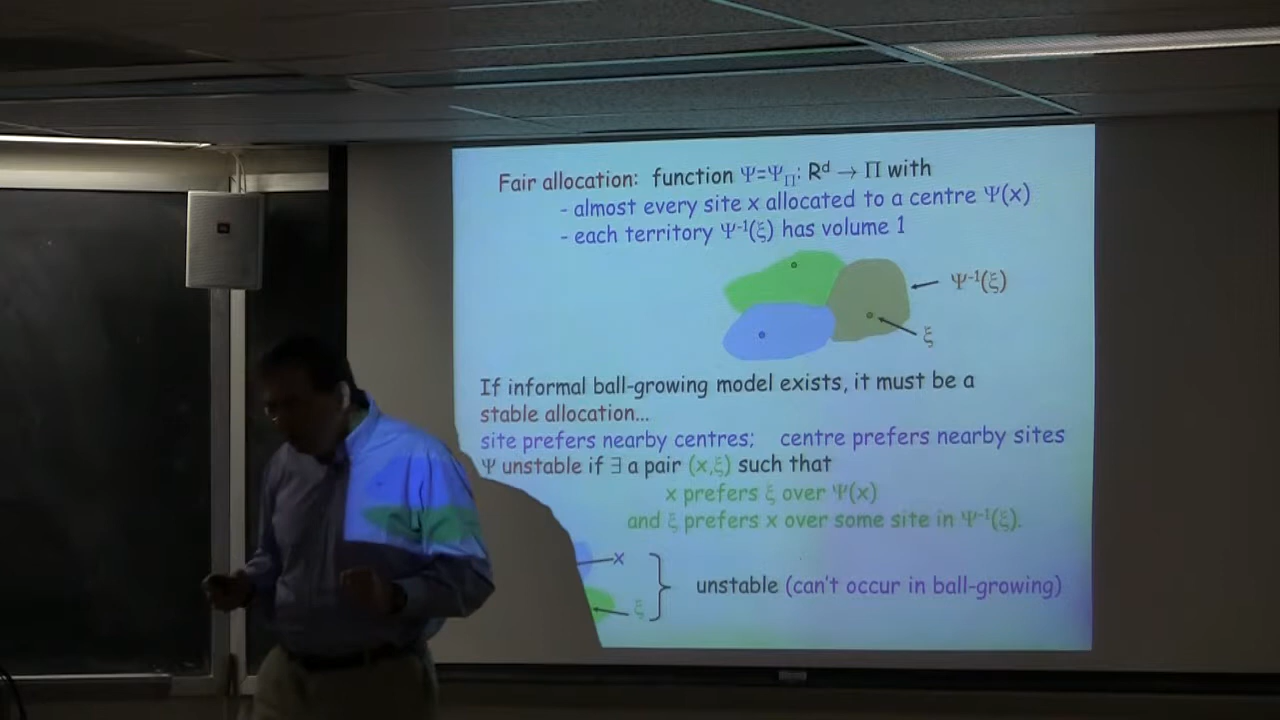 Fair allocation: function Ψ=Ψ_Π: R^d → Π with
- almost every site x allocated to a centre Ψ(x)
- each territory Ψ⁻¹(ξ) has volume 1
Ψ⁻¹(ξ)
ξ
If informal ball-growing model exists, it must be a
stable allocation...
site prefers nearby centres; centre prefers nearby sites
Ψ unstable if ∃ a pair (x,ξ) such that
x prefers ξ over Ψ(x)
and ξ prefers x over some site in Ψ⁻¹(ξ).
x
unstable (can't occur in ball-growing)
ξ